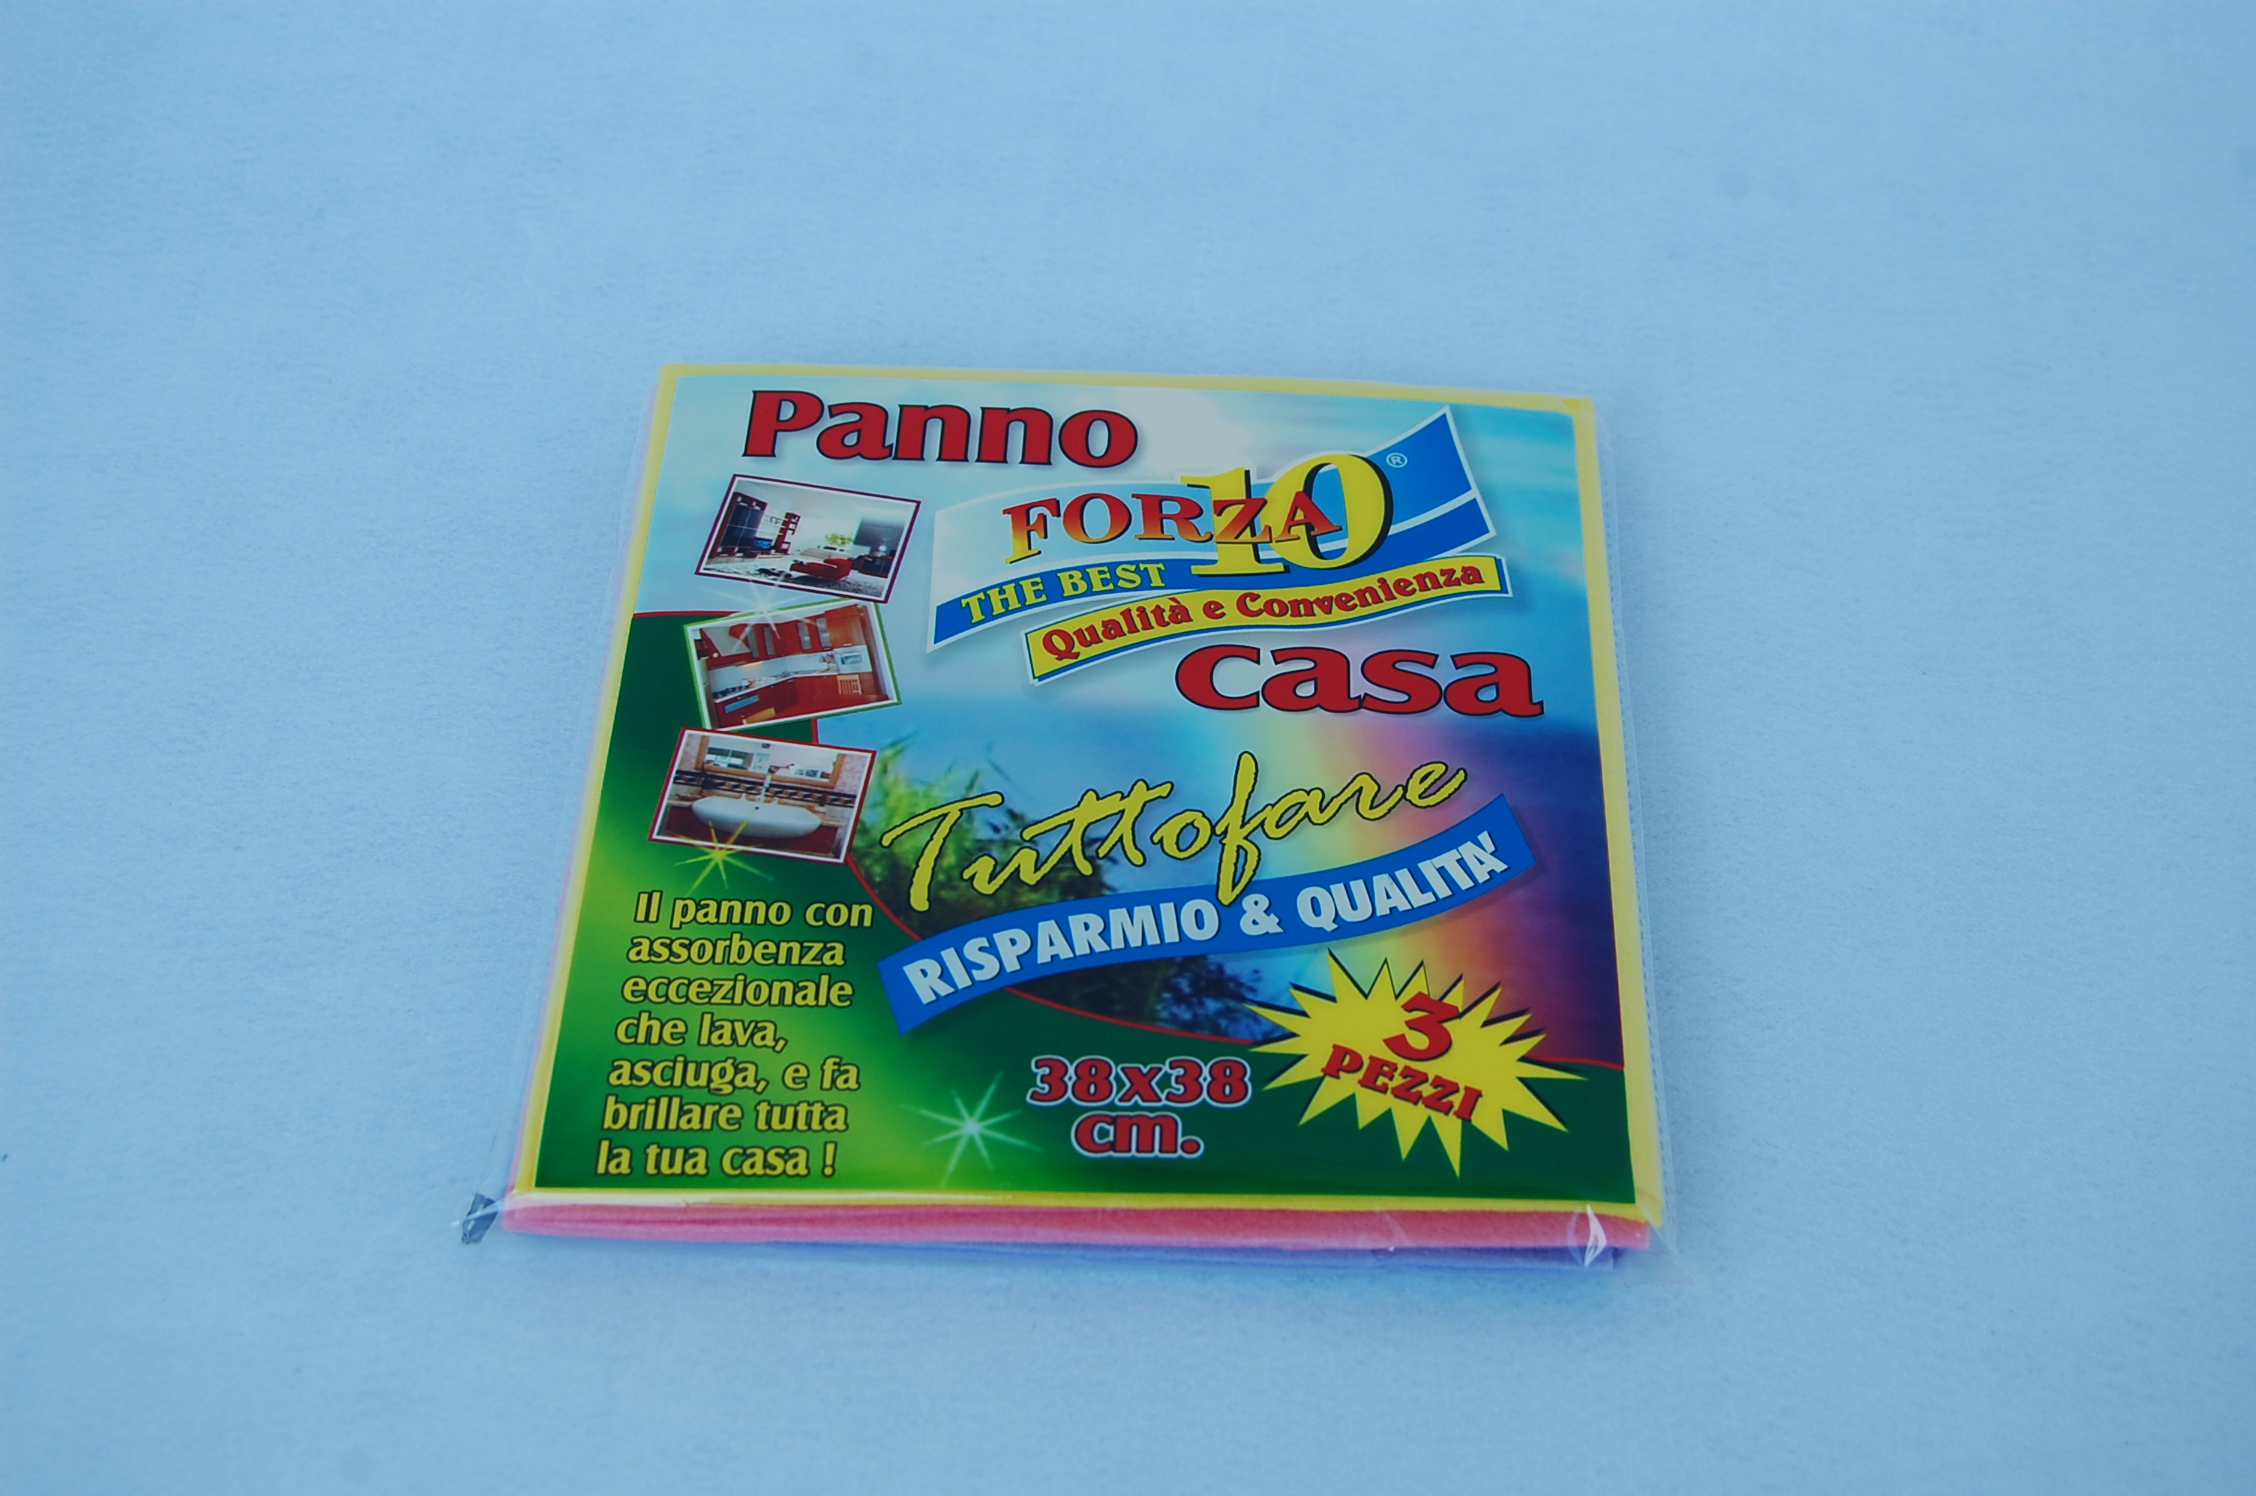 Panno
FORZA 10 ®
THE BEST
Qualità e Convenienza
casa
Tuttofare
RISPARMIO & QUALITA'
Il panno con
assorbenza
eccezionale
che lava,
asciuga, e fa
brillare tutta
la tua casa !
38x38
cm.
3
PEZZI